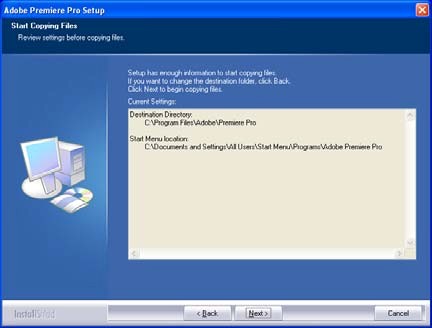 Adobe Premiere Pro Setup
Start Copying Files
Review settings before copying files.
Setup has enough information to start copying files.
If you want to change the destination folder, click Back.
Click Next to begin copying files.
Current Settings:
Destination Directory:
C:\Program Files\Adobe\Premiere Pro
Start Menu location:
C:\Documents and Settings\All Users\Start Menu\Programs\Adobe Premiere Pro
InstallShield
< Back
Next >
Cancel